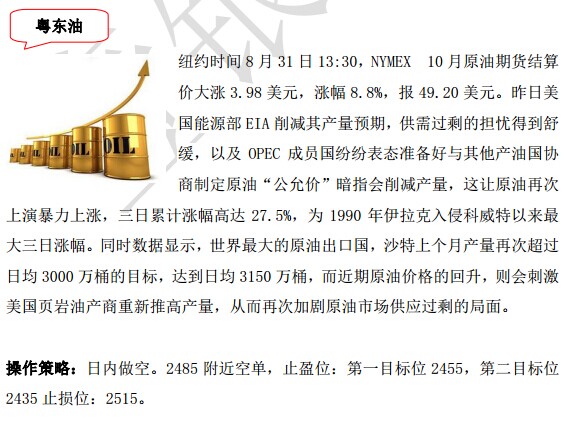 粤东油
纽约时间 8 月 31 日 13:30，NYMEX 10 月原油期货结算
价大涨 3.98 美元，涨幅 8.8%，报 49.20 美元。昨日美
国能源部 EIA 削减其产量预期，供需过剩的担忧得到舒
缓，以及 OPEC 成员国纷纷表态准备好与其他产油国协
商制定原油“公允价”暗指会削减产量，这让原油再次
上演暴力上涨，三日累计涨幅高达 27.5%，为 1990 年伊拉克入侵科威特以来最
大三日涨幅。同时数据显示，世界最大的原油出口国，沙特上个月产量再次超过
日均 3000 万桶的目标，达到日均 3150 万桶，而近期原油价格的回升，则会刺激
美国页岩油产商重新推高产量，从而再次加剧原油市场供应过剩的局面。
操作策略：日内做空。2485 附近空单，止盈位：第一目标位 2455，第二目标位
2435 止损位：2515。
OIL
OIL
OIL
OIL